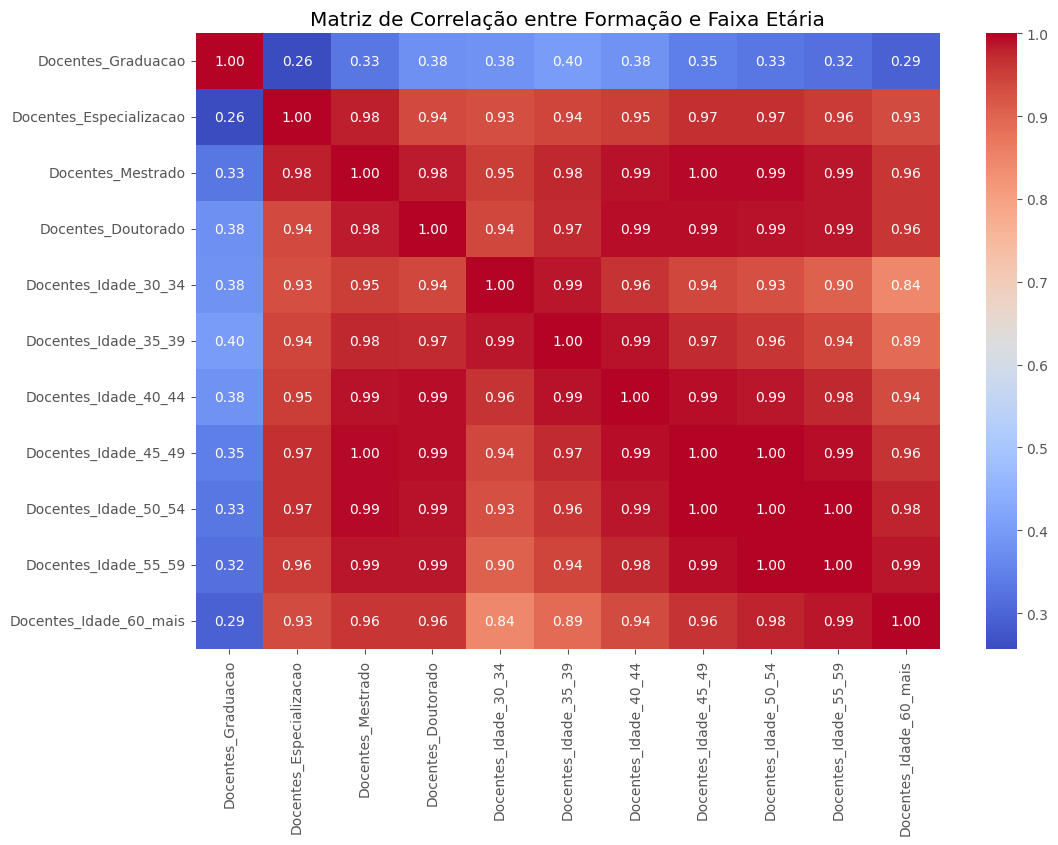 Matriz de Correlação entre Formação e Faixa Etária
Docentes_Graduacao 1.00 0.26 0.33 0.38 0.38 0.40 0.38 0.35 0.33 0.32 0.29
Docentes_Especializacao 0.26 1.00 0.98 0.94 0.93 0.94 0.95 0.97 0.97 0.96 0.93
Docentes_Mestrado 0.33 0.98 1.00 0.98 0.95 0.98 0.99 1.00 0.99 0.99 0.96
Docentes_Doutorado 0.38 0.94 0.98 1.00 0.94 0.97 0.99 0.99 0.99 0.99 0.96
Docentes_Idade_30_34 0.38 0.93 0.95 0.94 1.00 0.99 0.96 0.94 0.93 0.90 0.84
Docentes_Idade_35_39 0.40 0.94 0.98 0.97 0.99 1.00 0.99 0.97 0.96 0.94 0.89
Docentes_Idade_40_44 0.38 0.95 0.99 0.99 0.96 0.99 1.00 0.99 0.99 0.98 0.94
Docentes_Idade_45_49 0.35 0.97 1.00 0.99 0.94 0.97 0.99 1.00 1.00 0.99 0.96
Docentes_Idade_50_54 0.33 0.97 0.99 0.99 0.93 0.96 0.99 1.00 1.00 1.00 0.98
Docentes_Idade_55_59 0.32 0.96 0.99 0.99 0.90 0.94 0.98 0.99 1.00 1.00 0.99
Docentes_Idade_60_mais 0.29 0.93 0.96 0.96 0.84 0.89 0.94 0.96 0.98 0.99 1.00
Docentes_Graduacao
Docentes_Especializacao
Docentes_Mestrado
Docentes_Doutorado
Docentes_Idade_30_34
Docentes_Idade_35_39
Docentes_Idade_40_44
Docentes_Idade_45_49
Docentes_Idade_50_54
Docentes_Idade_55_59
Docentes_Idade_60_mais
1.0
0.9
0.8
0.7
0.6
0.5
0.4
0.3